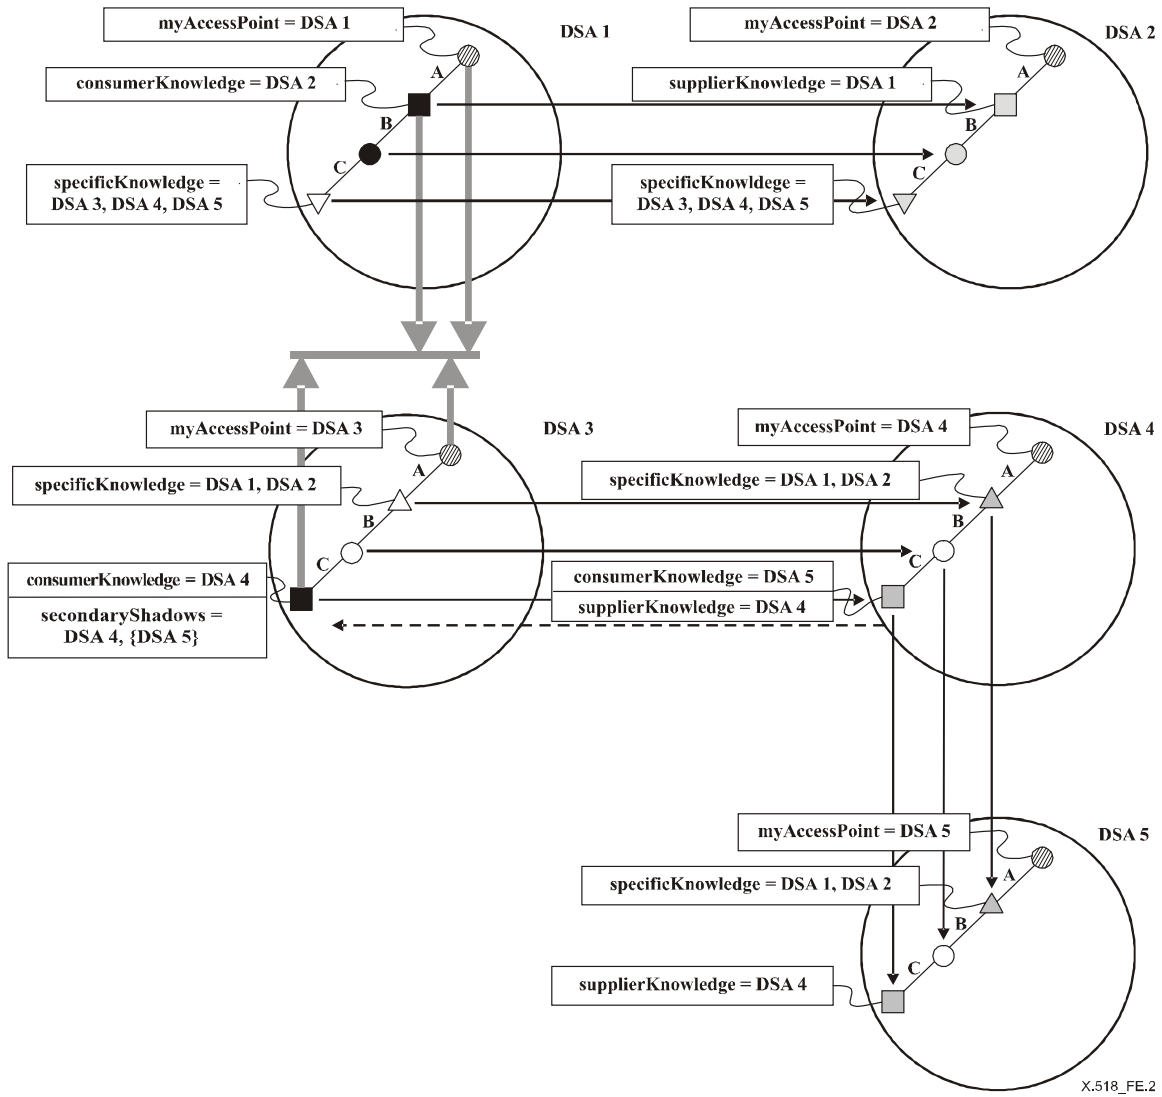 myAccessPoint = DSA 1
DSA 1
A
consumerKnowledge = DSA 2
B
C
specificKnowledge =
DSA 3, DSA 4, DSA 5
myAccessPoint = DSA 2
DSA 2
A
supplierKnowledge = DSA 1
B
C
specificKnowldege =
DSA 3, DSA 4, DSA 5
myAccessPoint = DSA 3
DSA 3
A
specificKnowledge = DSA 1, DSA 2
B
C
consumerKnowledge = DSA 4
secondaryShadows =
DSA 4, {DSA 5}
myAccessPoint = DSA 4
DSA 4
A
specificKnowledge = DSA 1, DSA 2
B
C
consumerKnowledge = DSA 5
supplierKnowledge = DSA 4
myAccessPoint = DSA 5
DSA 5
A
specificKnowledge = DSA 1, DSA 2
B
C
supplierKnowledge = DSA 4
X.518_FE.2